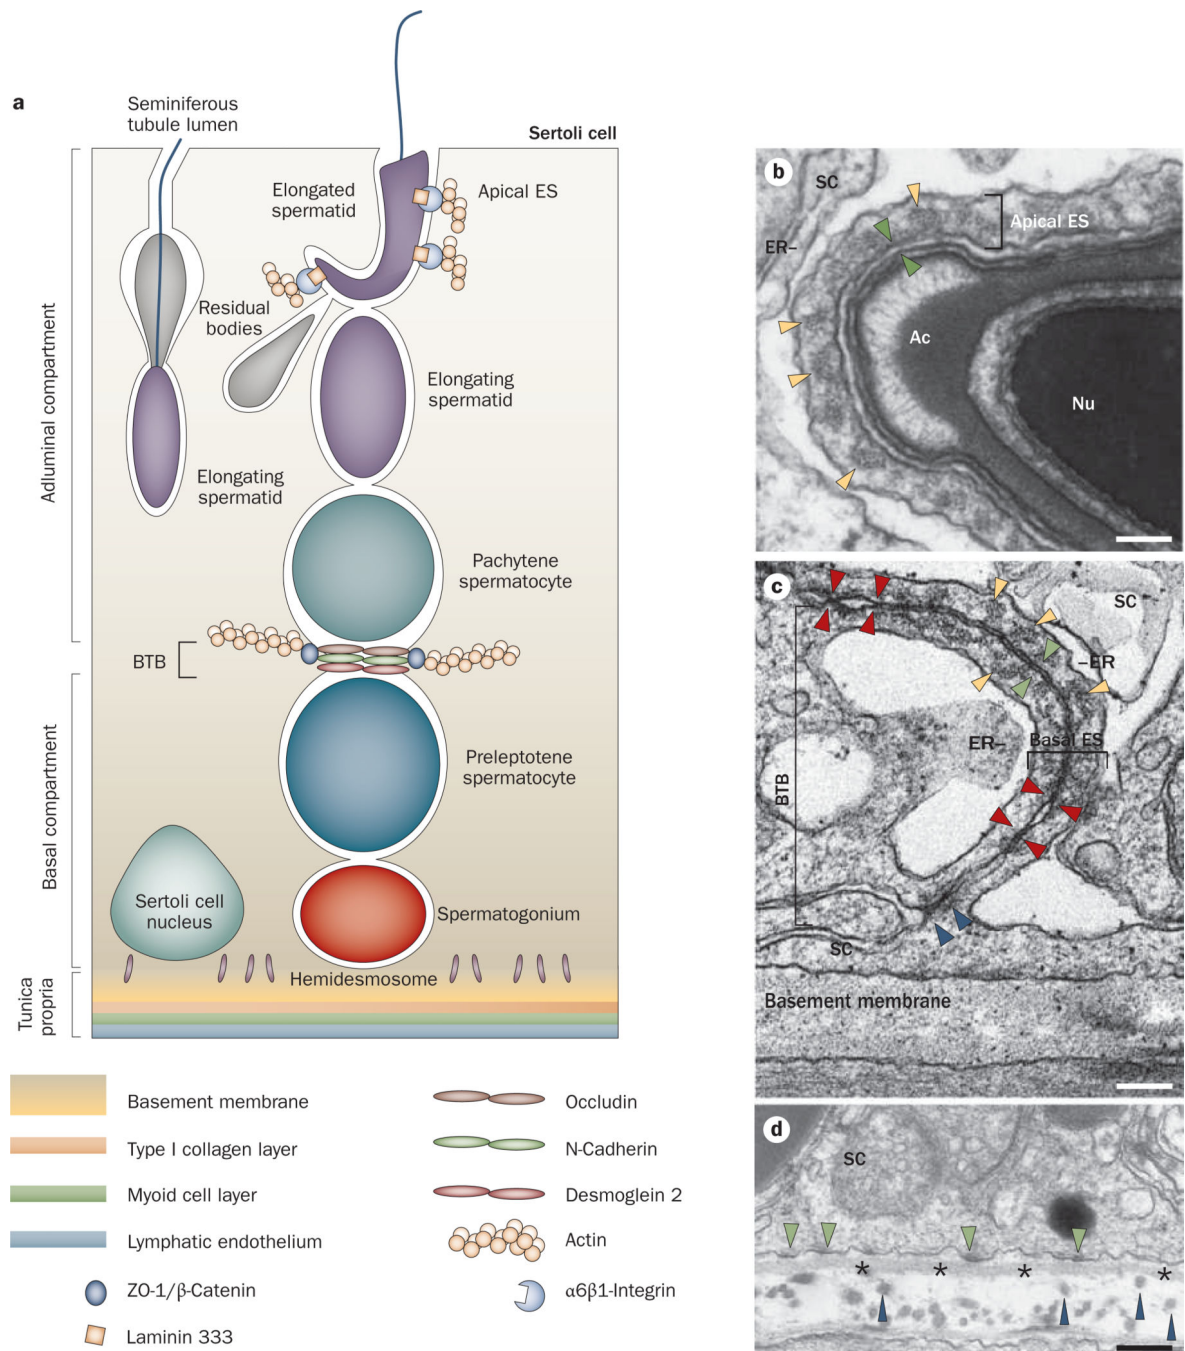 a
Seminiferous
tubule lumen
Sertoli cell
Elongated
spermatid
Apical ES
Residual
bodies
Elongating
spermatid
Elongating
spermatid
Adluminal compartment
Pachytene
spermatocyte
BTB
Preleptotene
spermatocyte
Basal compartment
Sertoli cell
nucleus
Spermatogonium
Hemidesmosome
Tunica
propria
Basement membrane
Type I collagen layer
Myoid cell layer
Lymphatic endothelium
ZO-1/β-Catenin
Laminin 333
Occludin
N-Cadherin
Desmoglein 2
Actin
α6β1-Integrin
b
SC
ER–
Apical ES
Ac
Nu
c
SC
–ER
ER–
Basal ES
BTB
SC
Basement membrane
d
SC
* * * *